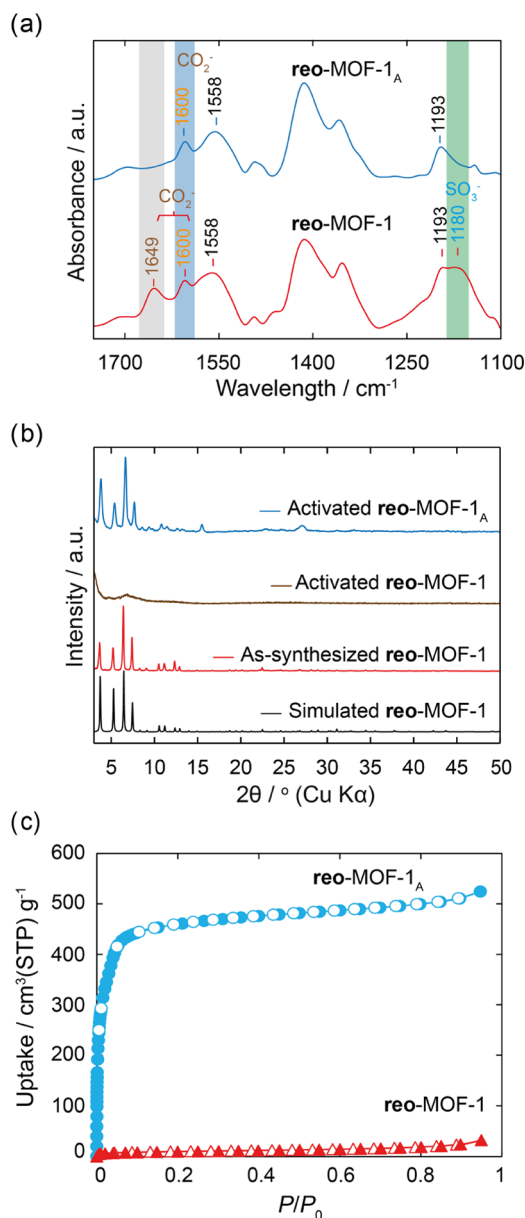 (a)
CO₂⁻
reo-MOF-1A
1600
1558
1193
SO₃⁻
CO₂⁻
reo-MOF-1
1649
1600
1558
1193
1180
Absorbance / a.u.
1700 1550 1400 1250 1100
Wavelength / cm⁻¹
(b)
Activated reo-MOF-1A
Activated reo-MOF-1
As-synthesized reo-MOF-1
Simulated reo-MOF-1
Intensity / a.u.
5 10 15 20 25 30 35 40 45 50
2θ / ° (Cu Kα)
(c)
600
500
400
300
200
100
0
reo-MOF-1A
reo-MOF-1
Uptake / cm³(STP) g⁻¹
0 0.2 0.4 0.6 0.8 1
P/P₀